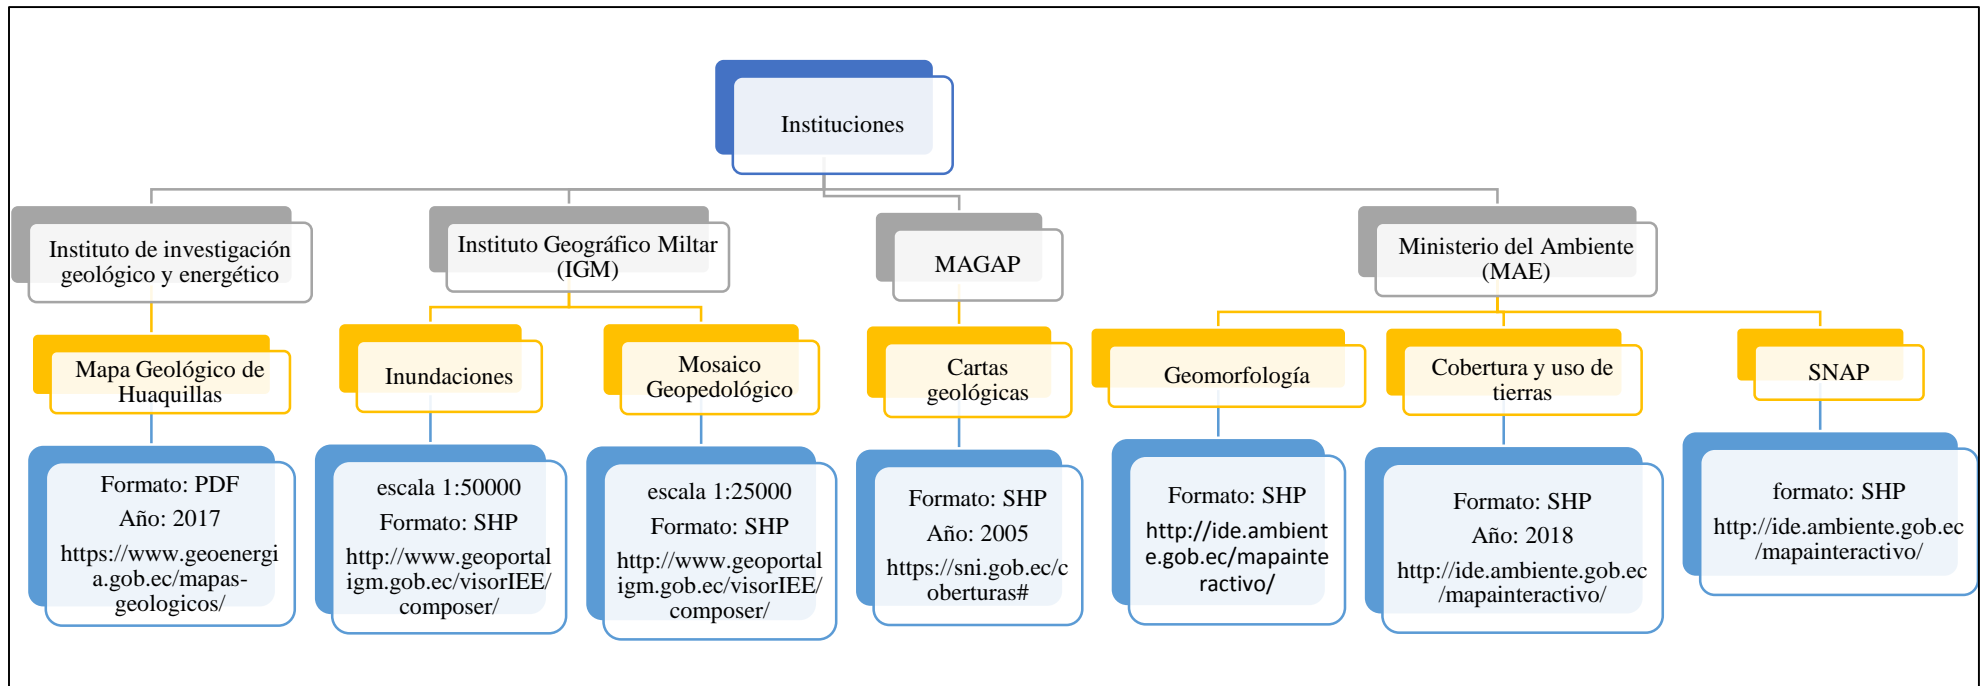 Instituciones
Instituto de investigación
geológico y energético
Instituto Geográfico Miltar
(IGM)
MAGAP
Ministerio del Ambiente
(MAE)
Mapa Geológico de
Huaquillas
Inundaciones
Mosaico
Geopedológico
Cartas
geológicas
Geomorfología
Cobertura y uso de
tierras
SNAP
Formato: PDF
Año: 2017
https://www.geoenergi
a.gob.ec/mapas-
geologicos/
escala 1:50000
Formato: SHP
http://www.geoportal
igm.gob.ec/visorIEE/
composer/
escala 1:25000
Formato: SHP
http://www.geoportal
igm.gob.ec/visorIEE/
composer/
Formato: SHP
Año: 2005
https://sni.gob.ec/c
oberturas#
Formato: SHP
http://ide.ambient
e.gob.ec/mapainte
ractivo/
Formato: SHP
Año: 2018
http://ide.ambiente.gob.ec
/mapainteractivo/
formato: SHP
http://ide.ambiente.gob.ec
/mapainteractivo/